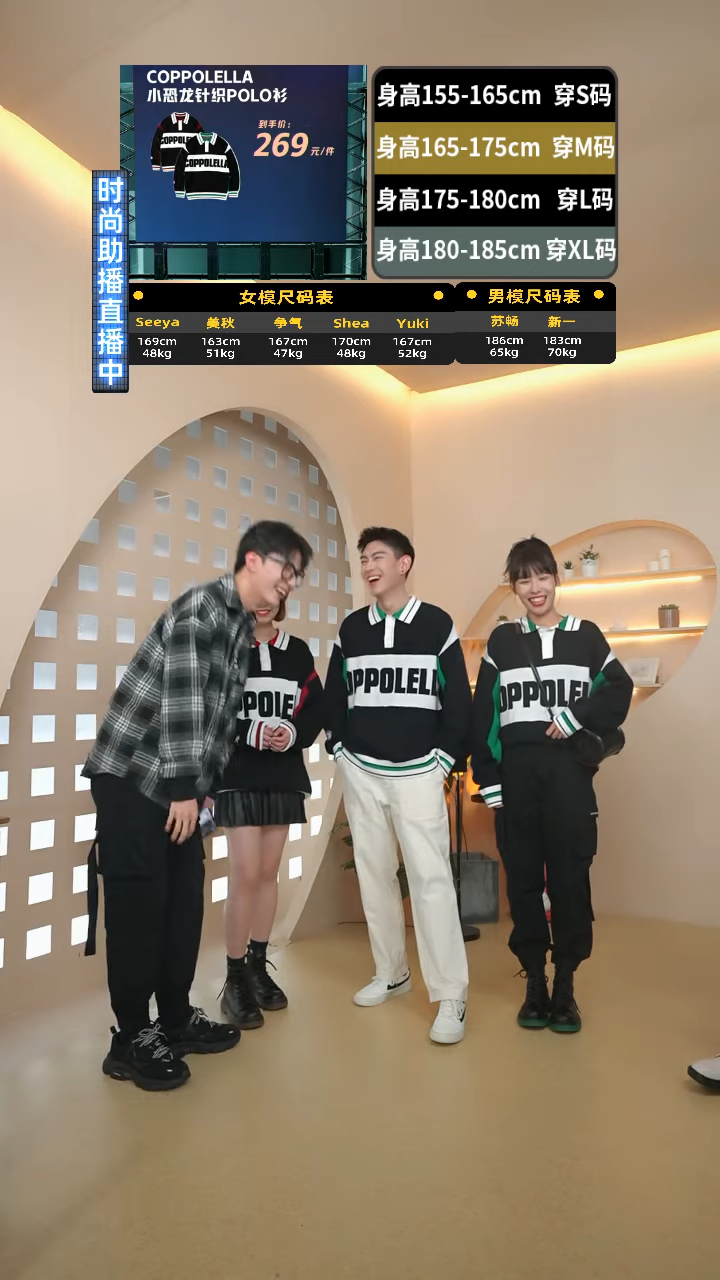 COPPOLELLA
小恐龙针织POLO衫
到手价：
269元/件
COPPOLELLA
身高155-165cm 穿S码
身高165-175cm 穿M码
身高175-180cm 穿L码
身高180-185cm 穿XL码
时尚助播直播中
女模尺码表
Seeya 美秋 争气 Shea Yuki
169cm 163cm 167cm 170cm 167cm
48kg 51kg 47kg 48kg 52kg
男模尺码表
苏畅 新一
186cm 183cm
65kg 70kg
OPPOLE
OPPOLELL
OPPOLEL